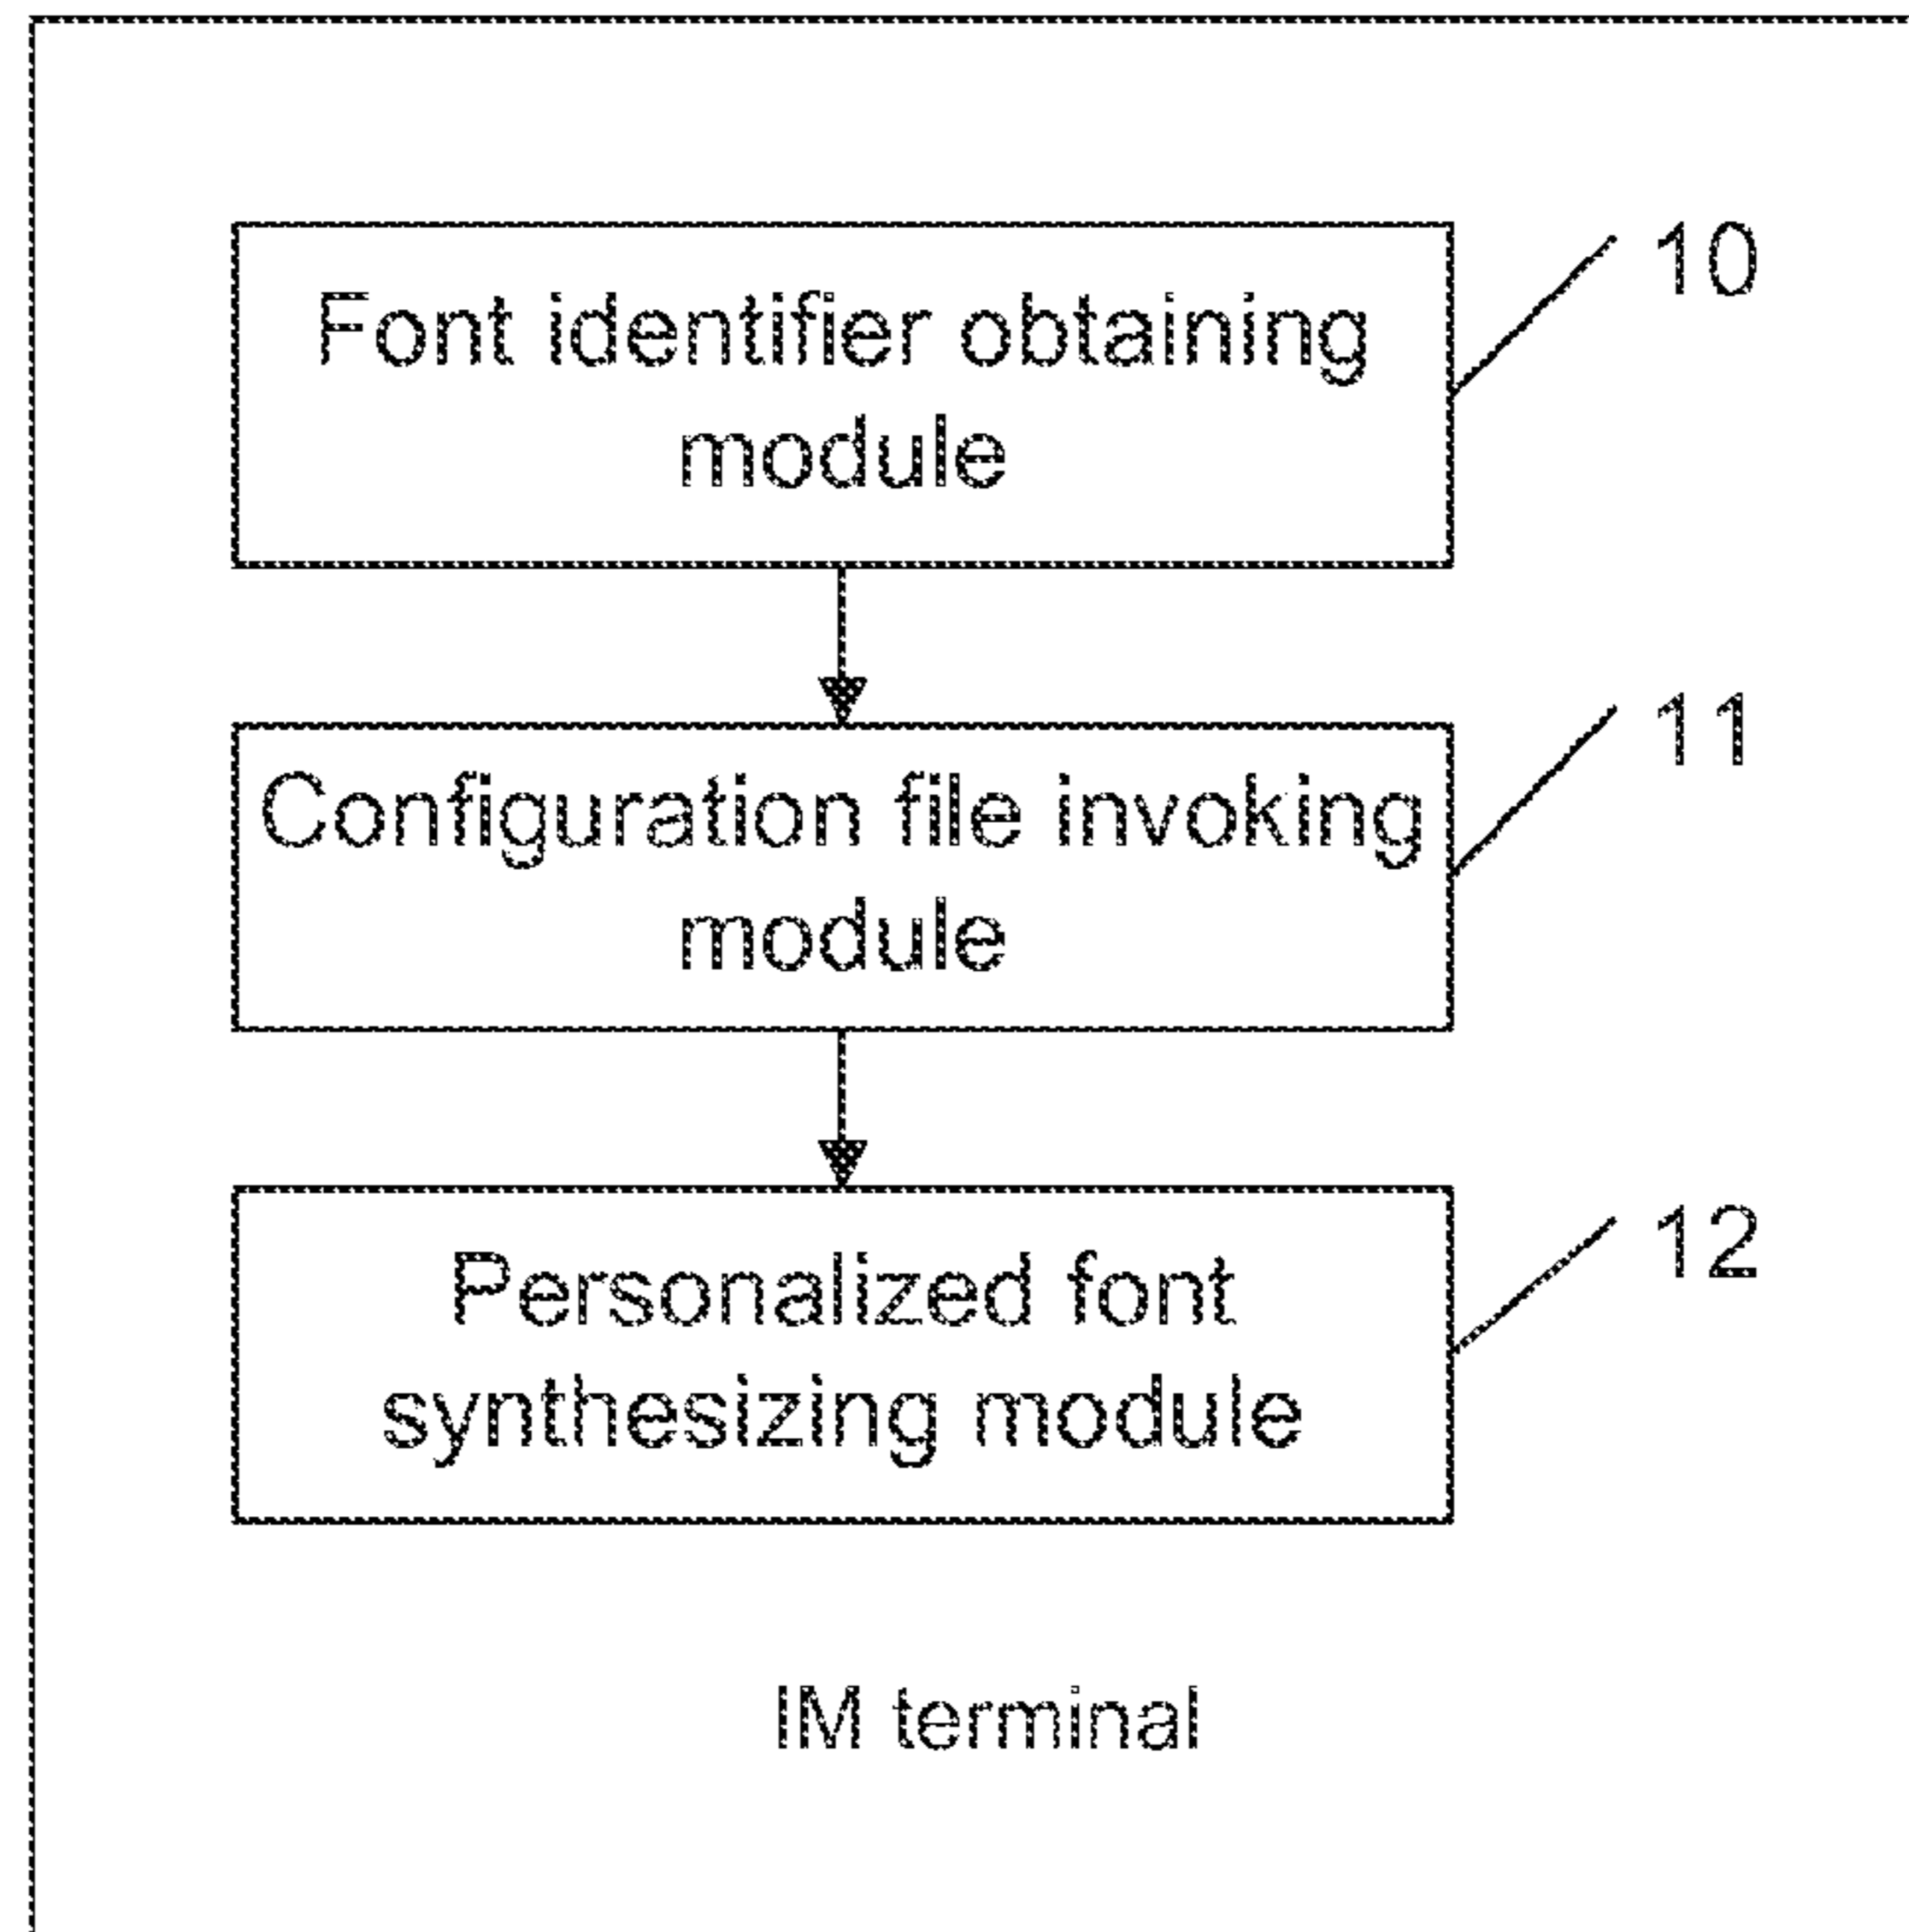 Font identifier obtaining
module
10
Configuration file invoking
module
11
Personalized font
synthesizing module
12
IM terminal